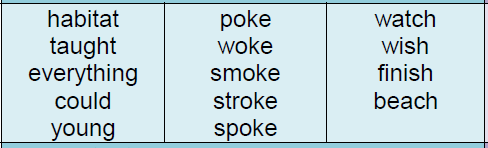 habitat
taught
everything
could
young
poke
woke
smoke
stroke
spoke
watch
wish
finish
beach